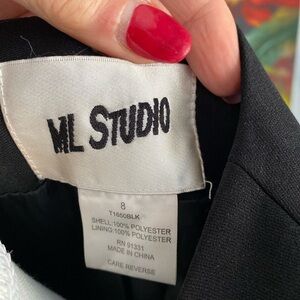 ML STUDIO
8
T1650BLK
SHELL:100% POLYESTER
LINING:100% POLYESTER
RN 91331
MADE IN CHINA
CARE REVERSE